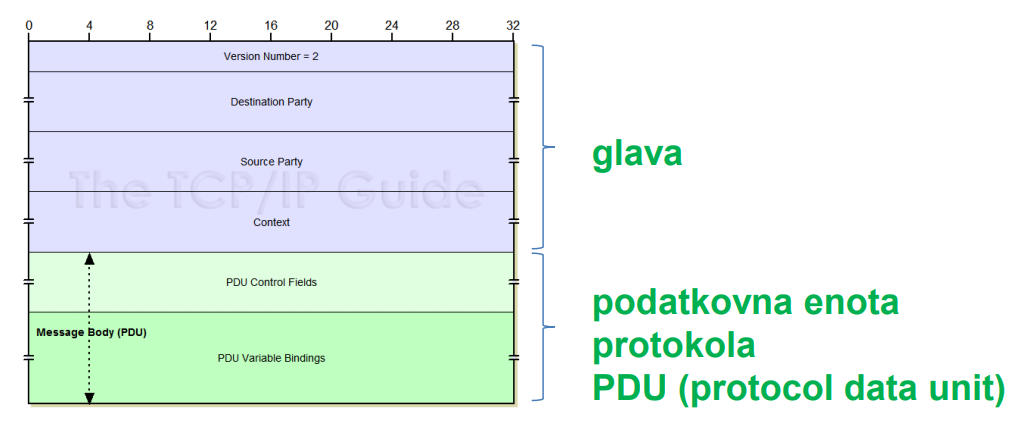 0 4 8 12 16 20 24 28 32
Version Number = 2
Destination Party
Source Party
The TCP/IP Guide
Context
glava
PDU Control Fields
Message Body (PDU)
PDU Variable Bindings
podatkovna enota
protokola
PDU (protocol data unit)